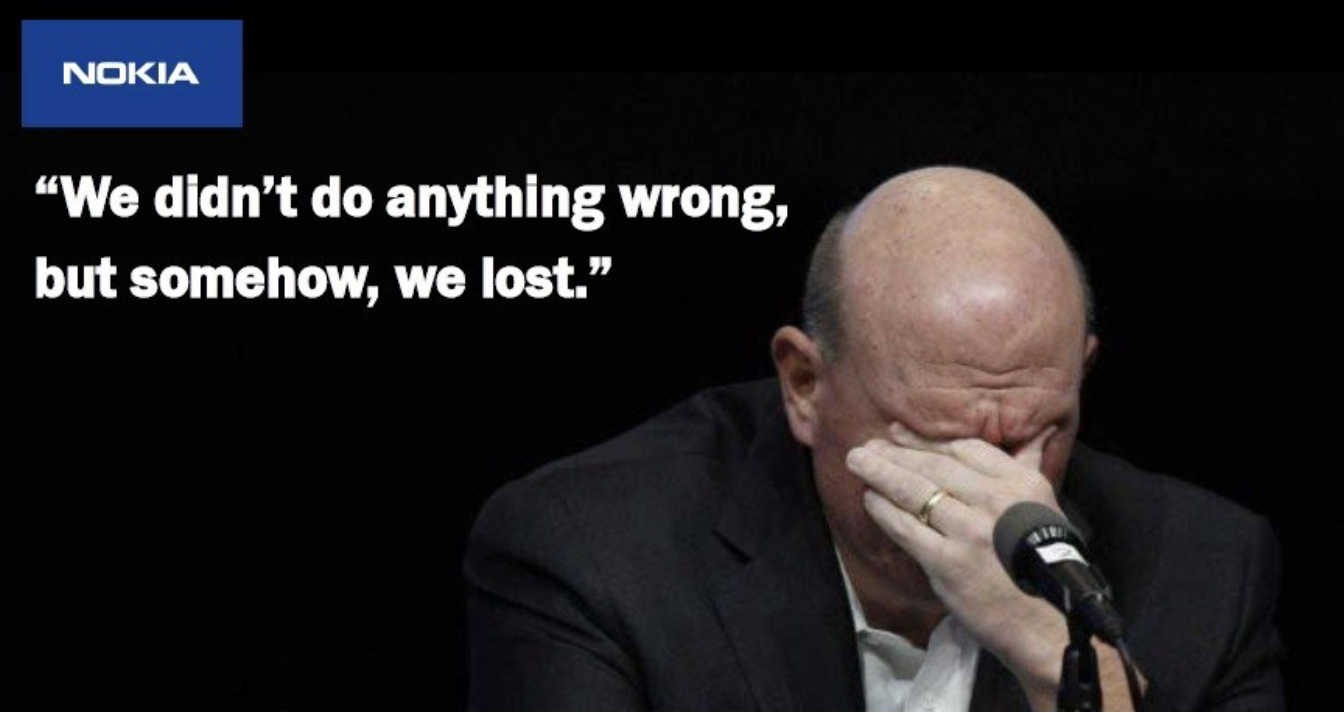 NOKIA
“We didn’t do anything wrong,
but somehow, we lost.”